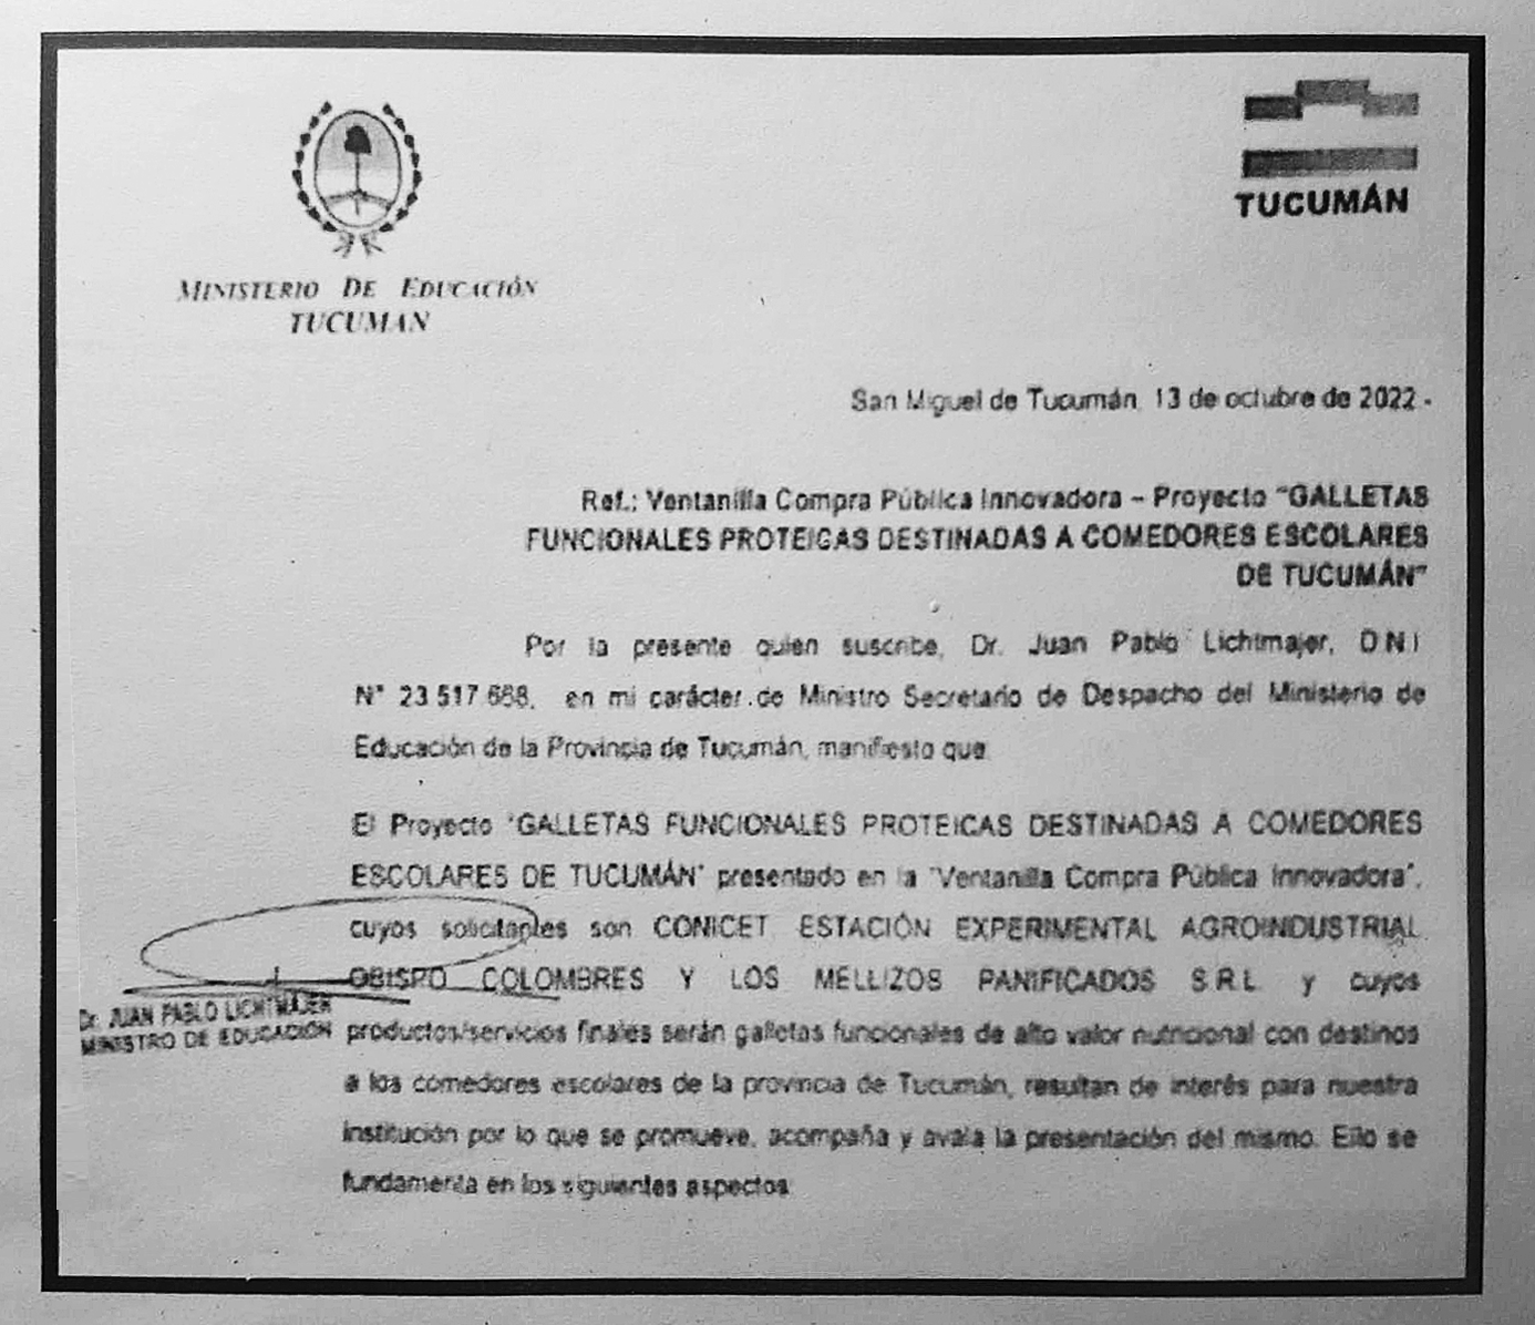 MINISTERIO DE EDUCACIÓN
TUCUMAN
TUCUMÁN
San Miguel de Tucumán, 13 de octubre de 2022.-
Ref.: Ventanilla Compra Pública Innovadora – Proyecto "GALLETAS
FUNCIONALES PROTEICAS DESTINADAS A COMEDORES ESCOLARES
DE TUCUMÁN"
Por la presente quien suscribe, Dr. Juan Pablo Lichtmajer, D.N.I
N° 23.517.668, en mi carácter de Ministro Secretario de Despacho del Ministerio de
Educación de la Provincia de Tucumán, manifiesto que
El Proyecto "GALLETAS FUNCIONALES PROTEICAS DESTINADAS A COMEDORES
ESCOLARES DE TUCUMÁN" presentado en la "Ventanilla Compra Pública Innovadora",
cuyos solicitantes son CONICET ESTACIÓN EXPERIMENTAL AGROINDUSTRIAL
OBISPO COLOMBRES Y LOS MELLIZOS PANIFICADOS S.R.L. y cuyos
productos/servicios finales serán galletas funcionales de alto valor nutricional con destinos
a los comedores escolares de la provincia de Tucumán, resultan de interés para nuestra
institución por lo que se promueve, acompaña y avala la presentación del mismo. Ello se
fundamenta en los siguientes aspectos
Dr. JUAN PABLO LICHTMAJER
MINISTRO DE EDUCACIÓN